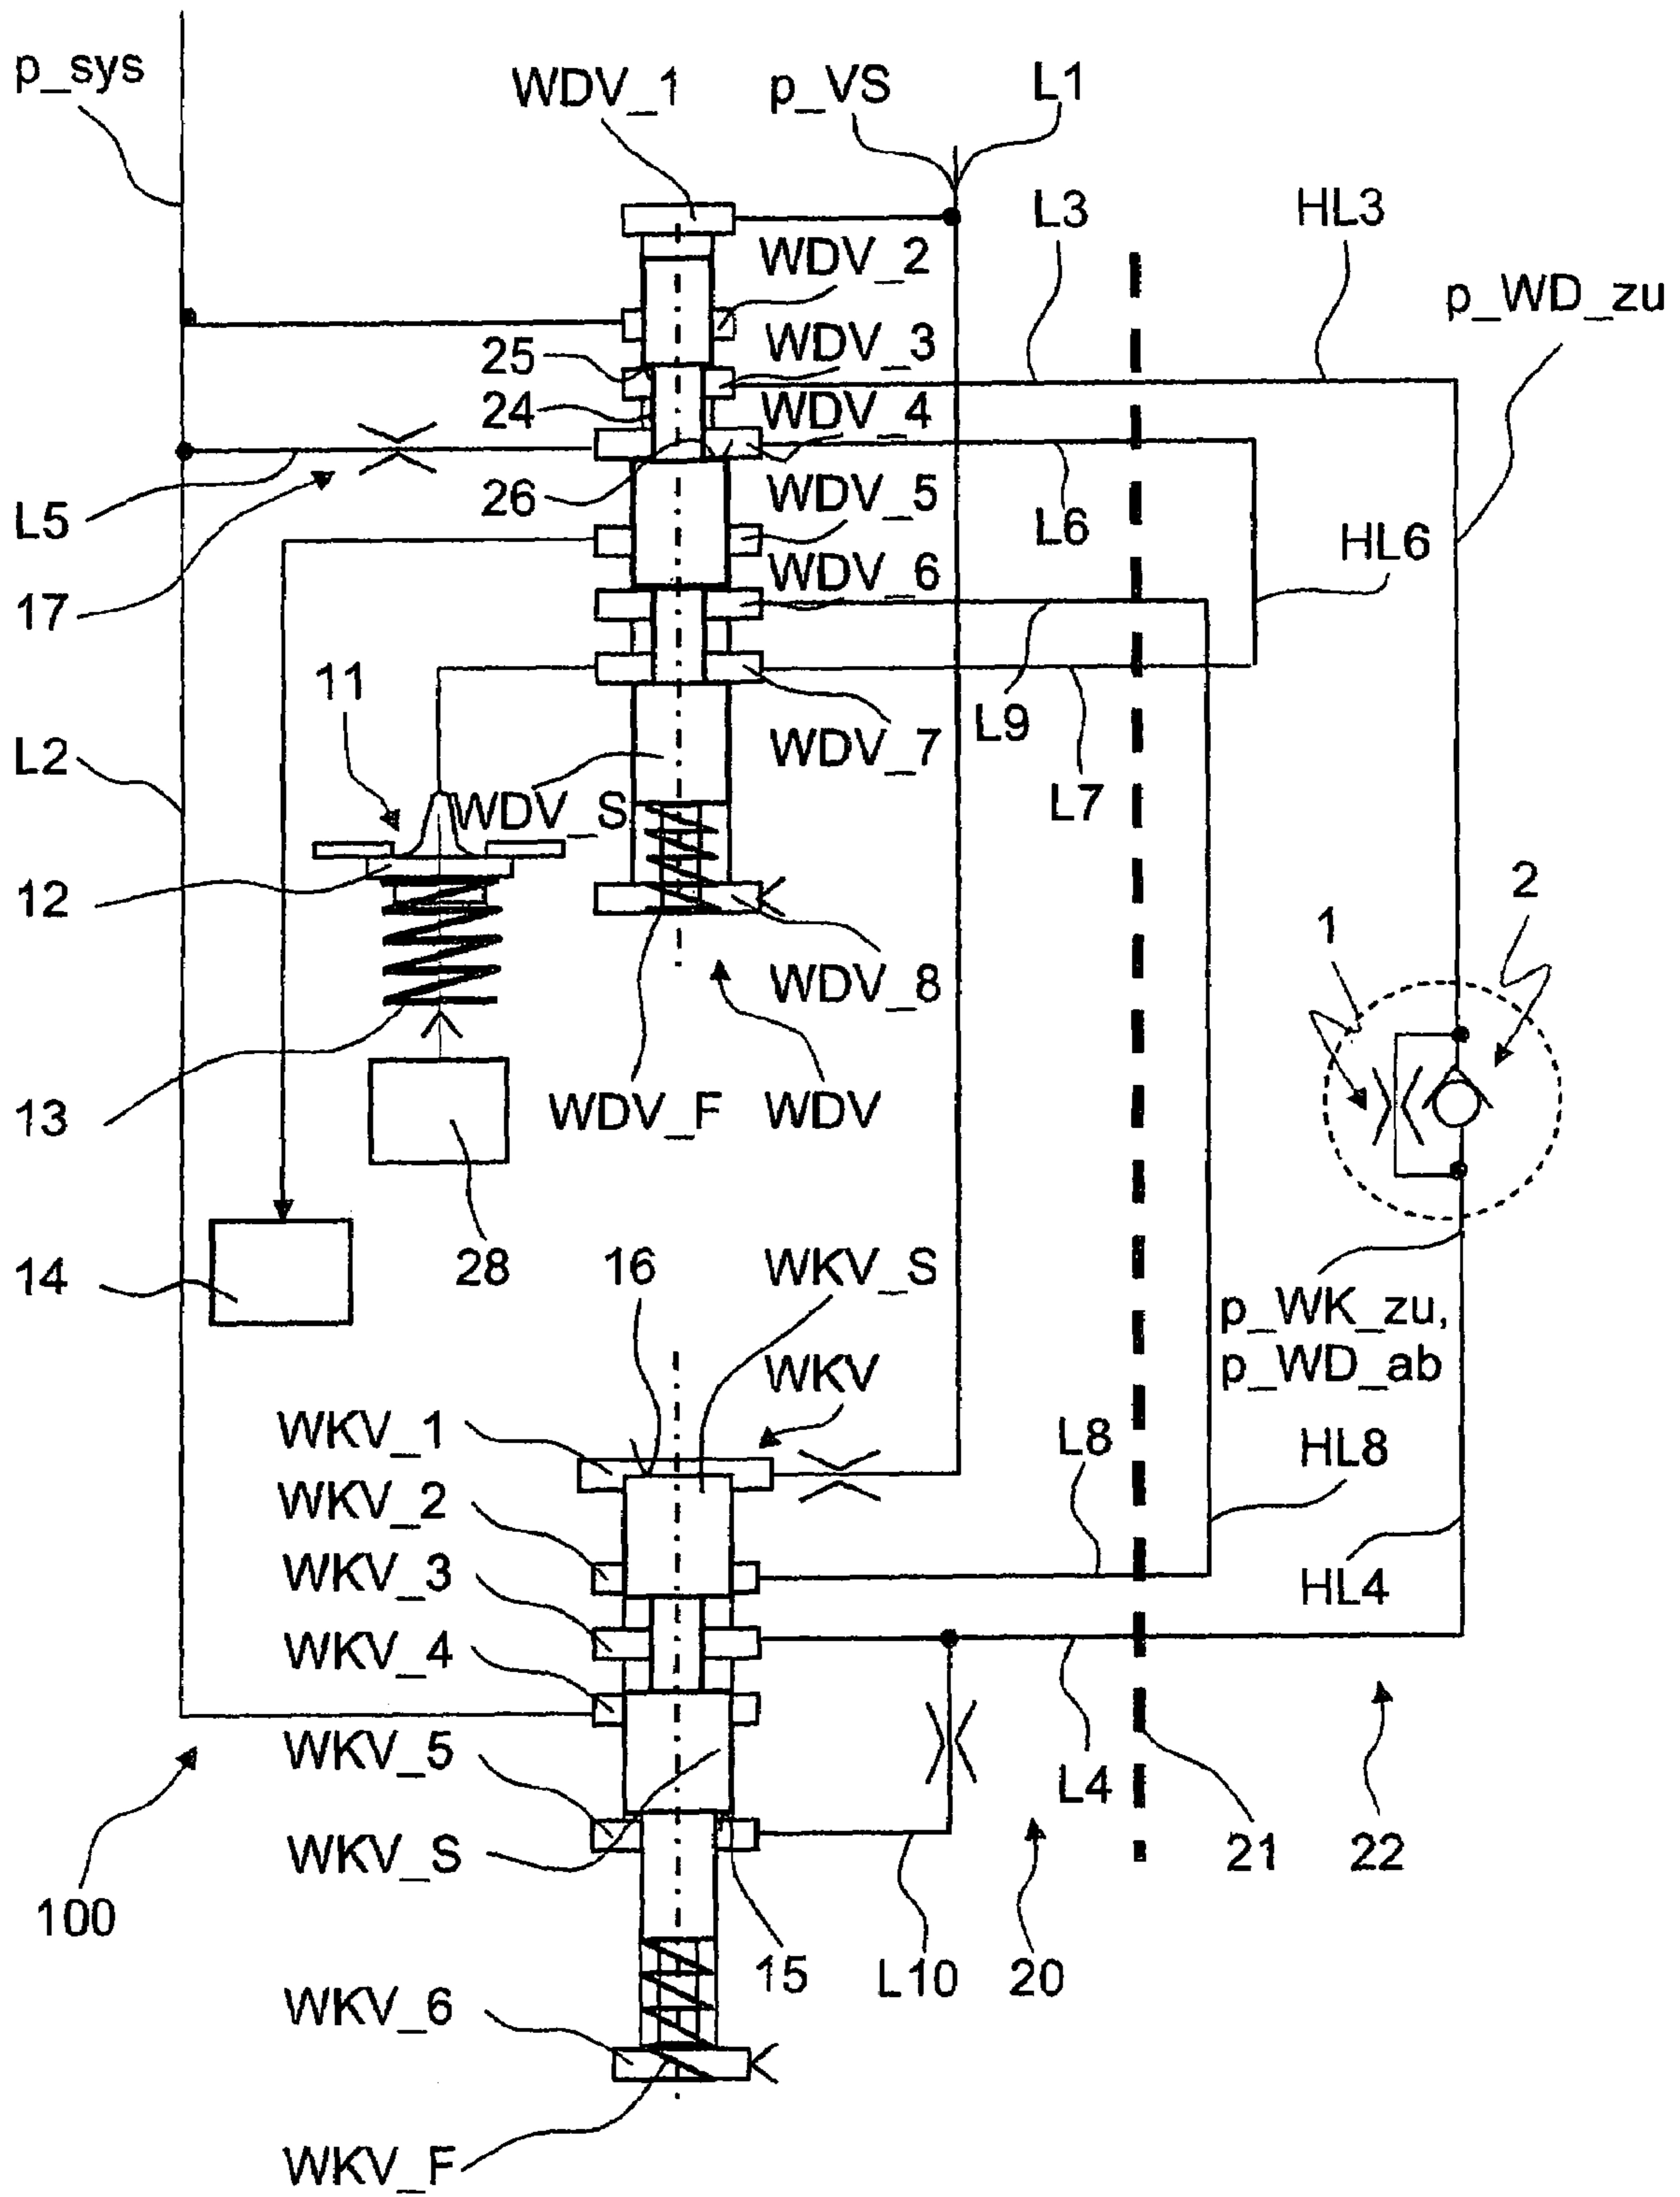 p_sys
WDV_1
p_VS
L1
L3
HL3
WDV_2
p_WD_zu
25
WDV_3
24
WDV_4
L5
26
WDV_5
L6
HL6
17
WDV_6
11
L9
L2
WDV_7
WDV_S
L7
12
2
1
WDV_8
13
WDV_F
WDV
14
28
16
WKV_S
p_WK_zu,
p_WD_ab
WKV
WKV_1
L8
HL8
WKV_2
WKV_3
HL4
WKV_4
WKV_5
L4
WKV_S
21
22
100
15
L10
20
WKV_6
WKV_F